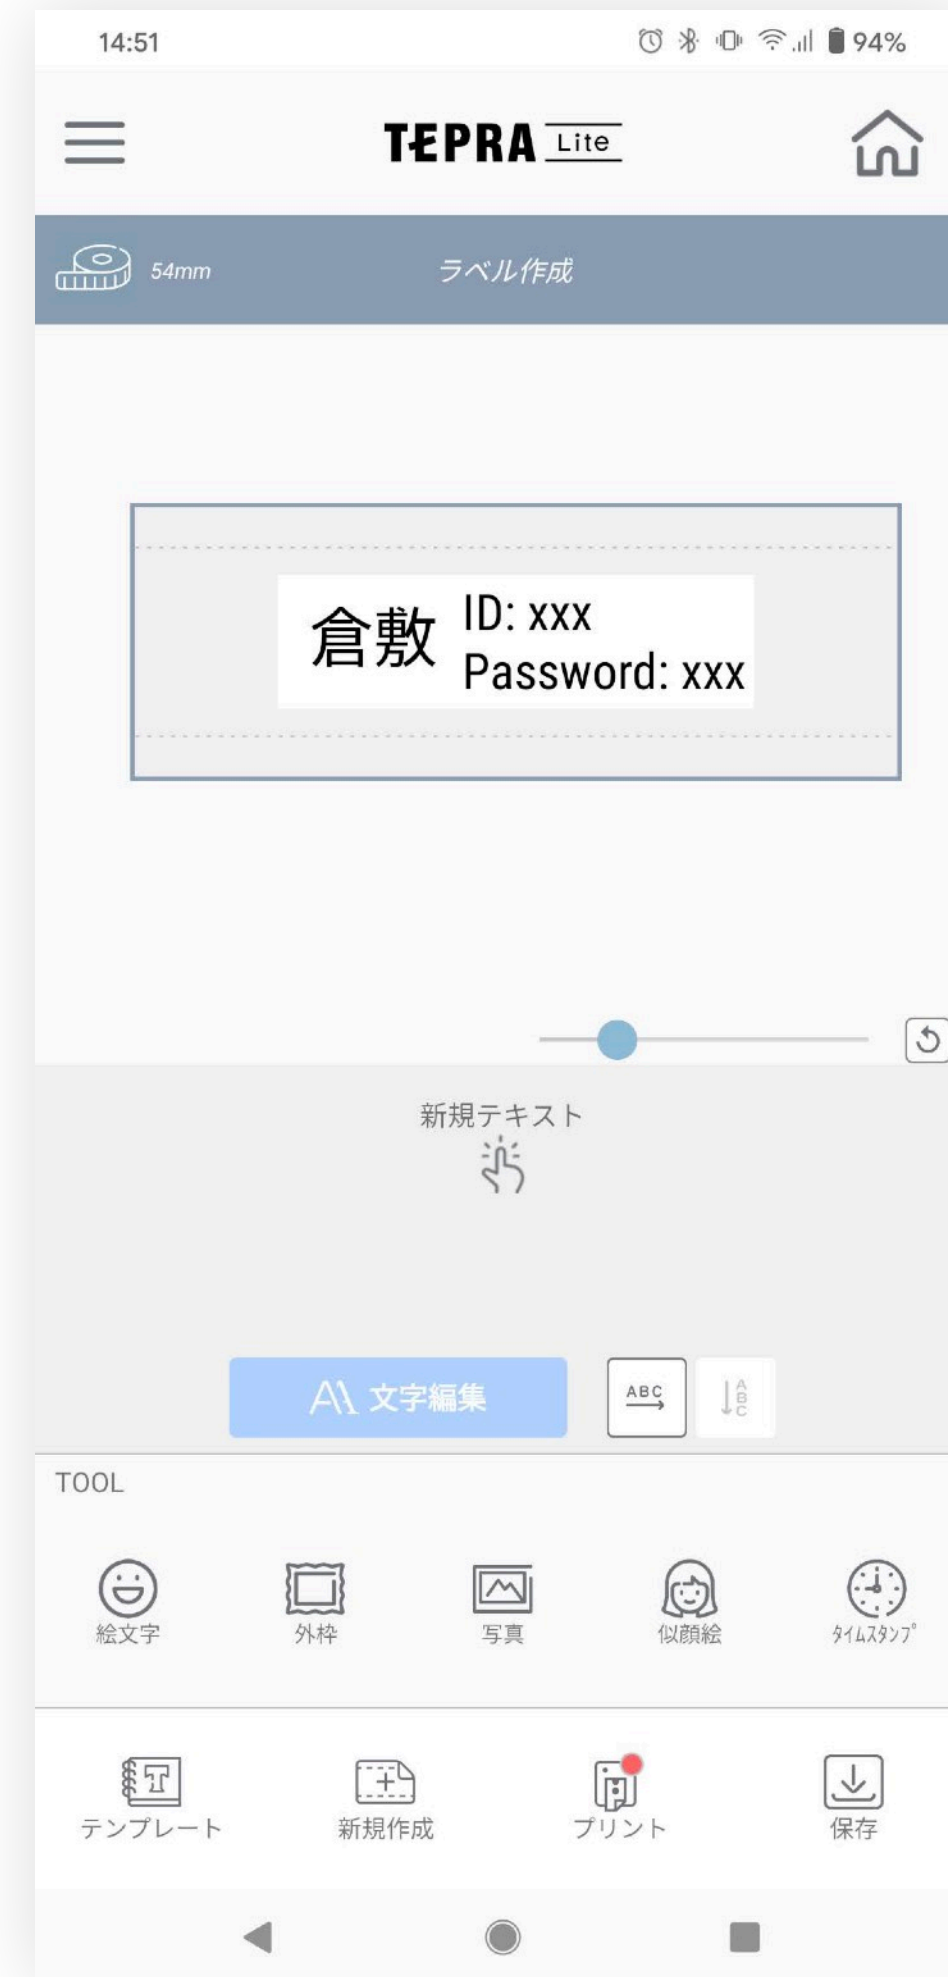 14:51
94%
TEPRA Lite
54mm
ラベル作成
倉敷
ID: xxx
Password: xxx
新規テキスト
文字編集
ABC
ABC
TOOL
絵文字
外枠
写真
似顔絵
ﾀｲﾑｽﾀﾝﾌﾟ
テンプレート
新規作成
プリント
保存